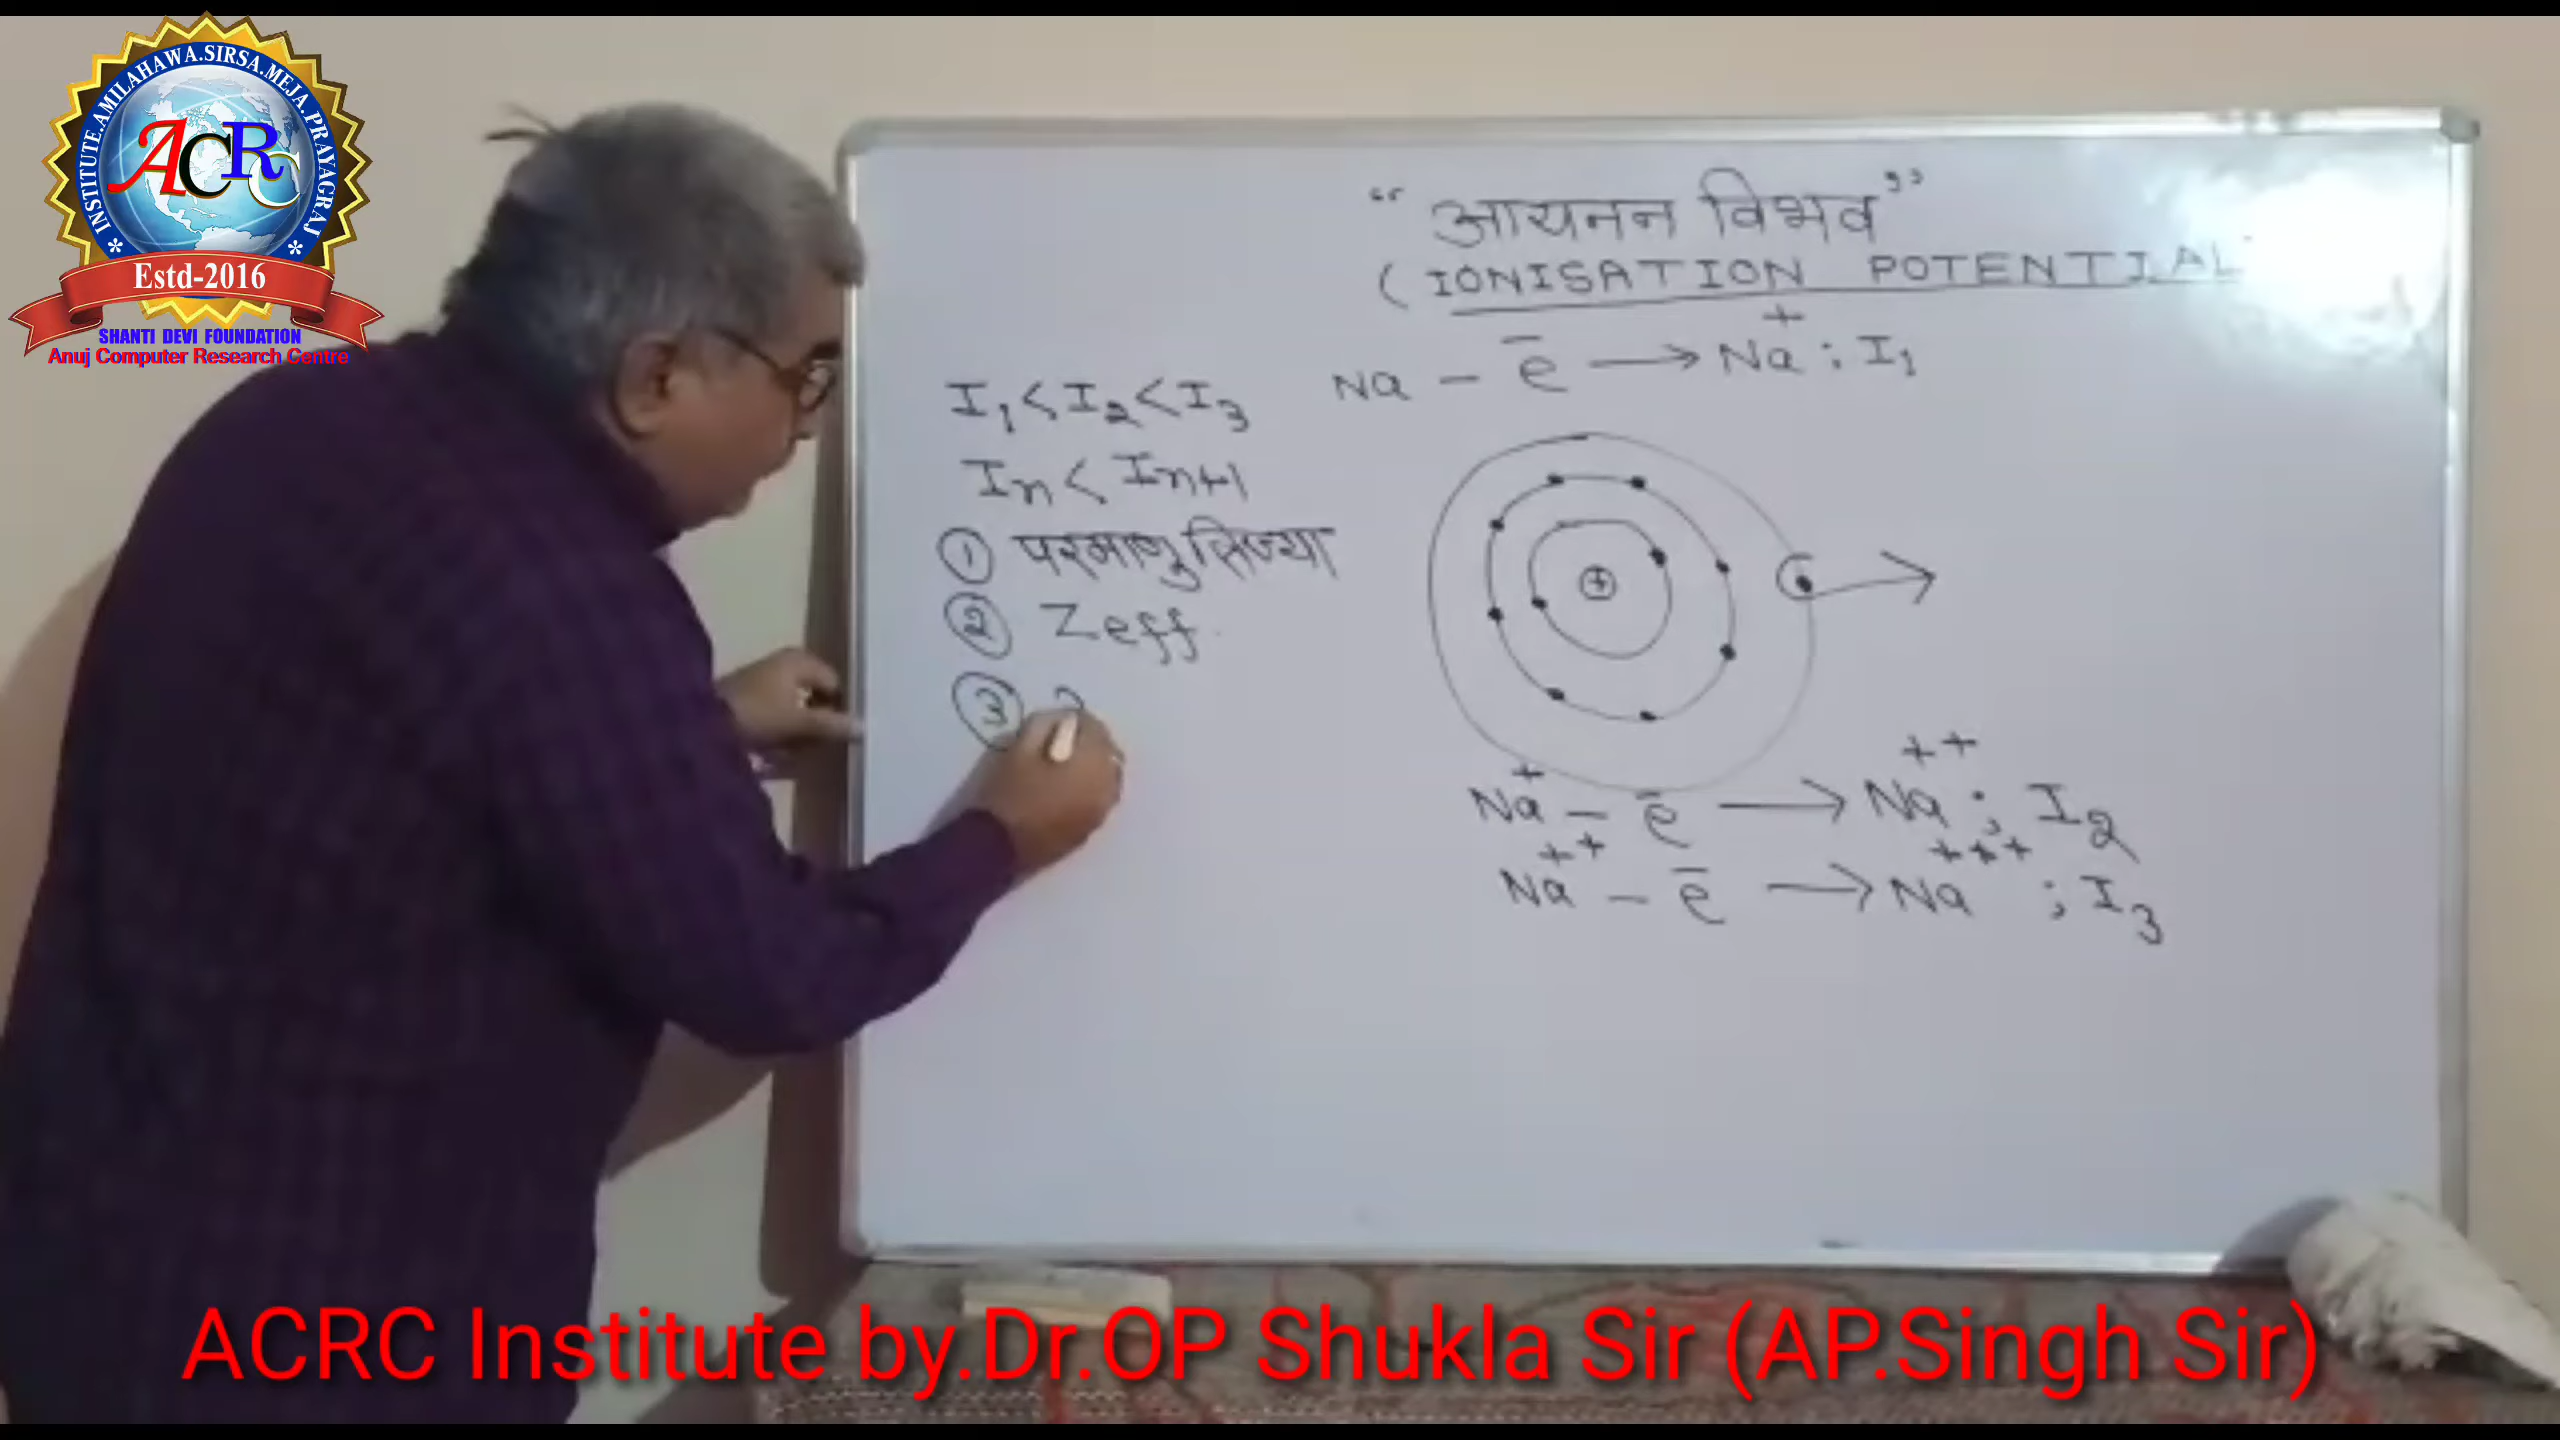 INSTITUTE.AMILAHAWA.SIRSA.MEJA.PRAYAGRAJ
ACRC
Estd-2016
SHANTI DEVI FOUNDATION
Anuj Computer Research Centre
“आयनन विभव”
(IONISATION POTENTIAL
Na - e⁻ → Na⁺ ; I₁
I₁ < I₂ < I₃
Iₙ < Iₙ₊₁
① परमाणु त्रिज्या
② Zeff.
③
Na⁺ - e⁻ → Na⁺⁺ ; I₂
Na⁺⁺ - e⁻ → Na⁺⁺⁺ ; I₃
ACRC Institute by.Dr.OP Shukla Sir (AP.Singh Sir)